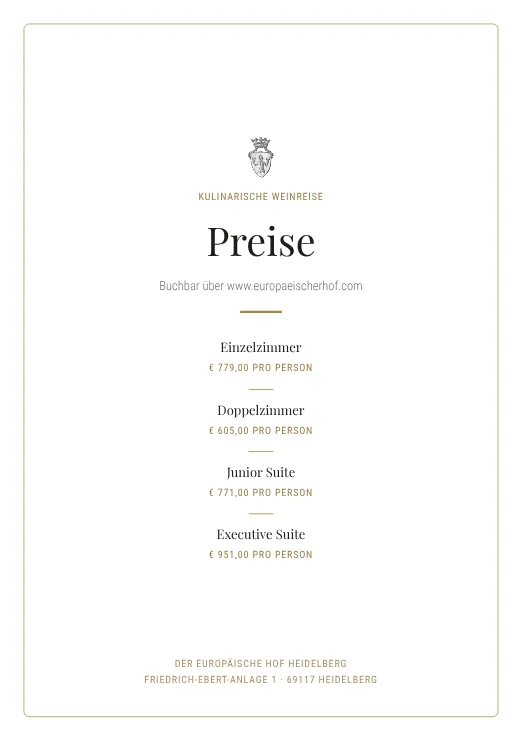 KULINARISCHE WEINREISE
Preise
Buchbar über www.europaeischerhof.com
Einzelzimmer
€ 779,00 PRO PERSON
Doppelzimmer
€ 605,00 PRO PERSON
Junior Suite
€ 771,00 PRO PERSON
Executive Suite
€ 951,00 PRO PERSON
DER EUROPÄISCHE HOF HEIDELBERG
FRIEDRICH-EBERT-ANLAGE 1 · 69117 HEIDELBERG